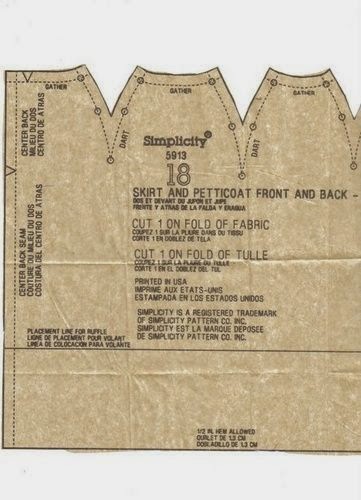 GATHER
GATHER
GATHER
CENTER BACK
MILIEU DU DOS
CENTRO DE ATRAS
DART
DART
Simplicity®
5913
18
SKIRT AND PETTICOAT FRONT AND BACK -
DOS ET DEVANT DU JUPON ET JUPE
FRENTE Y ATRAS DE LA FALDA Y ENAGUA
CUT 1 ON FOLD OF FABRIC
COUPEZ 1 SUR LA PLIURE DANS DU TISSU
CORTE 1 EN DOBLEZ DE TELA
CUT 1 ON FOLD OF TULLE
COUPEZ 1 SUR LA PLIURE DU TULLE
CORTE 1 EN EL DOBLEZ DEL TUL
CENTER BACK SEAM
COUTURE DU MILIEU DU DOS
COSTURA DEL CENTRO DE ATRAS
PRINTED IN USA
IMPRIME AUX ETATS-UNIS
ESTAMPADA EN LOS ESTADOS UNIDOS
SIMPLICITY IS A REGISTERED TRADEMARK
OF SIMPLICITY PATTERN CO. INC.
SIMPLICITY EST LA MARQUE DEPOSEE
DE SIMPLICITY PATTERN CO. INC.
PLACEMENT LINE FOR RUFFLE
LIGNE DE PLACEMENT POUR VOLANT
LINEA DE COLOCACION PARA VOLANTE
1/2 IN. HEM ALLOWED
OURLET DE 1.3 CM
DOBLADILLO DE 1.3 CM